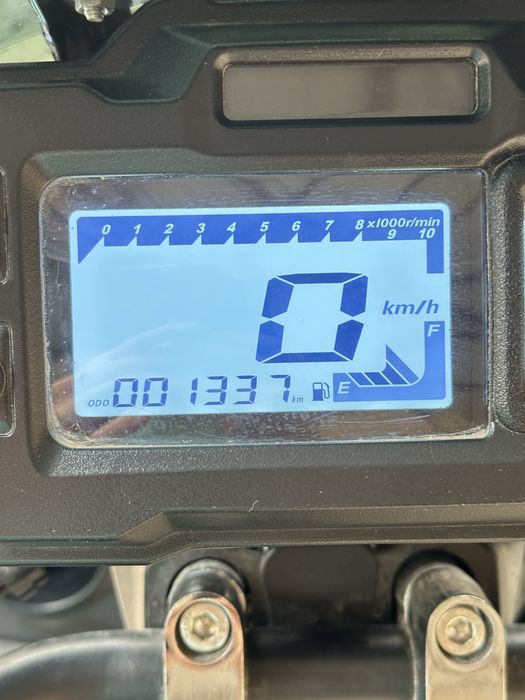 0 1 2 3 4 5 6 7 8 x1000r/min
9 10
0 km/h
F
E
ODO 001337 km